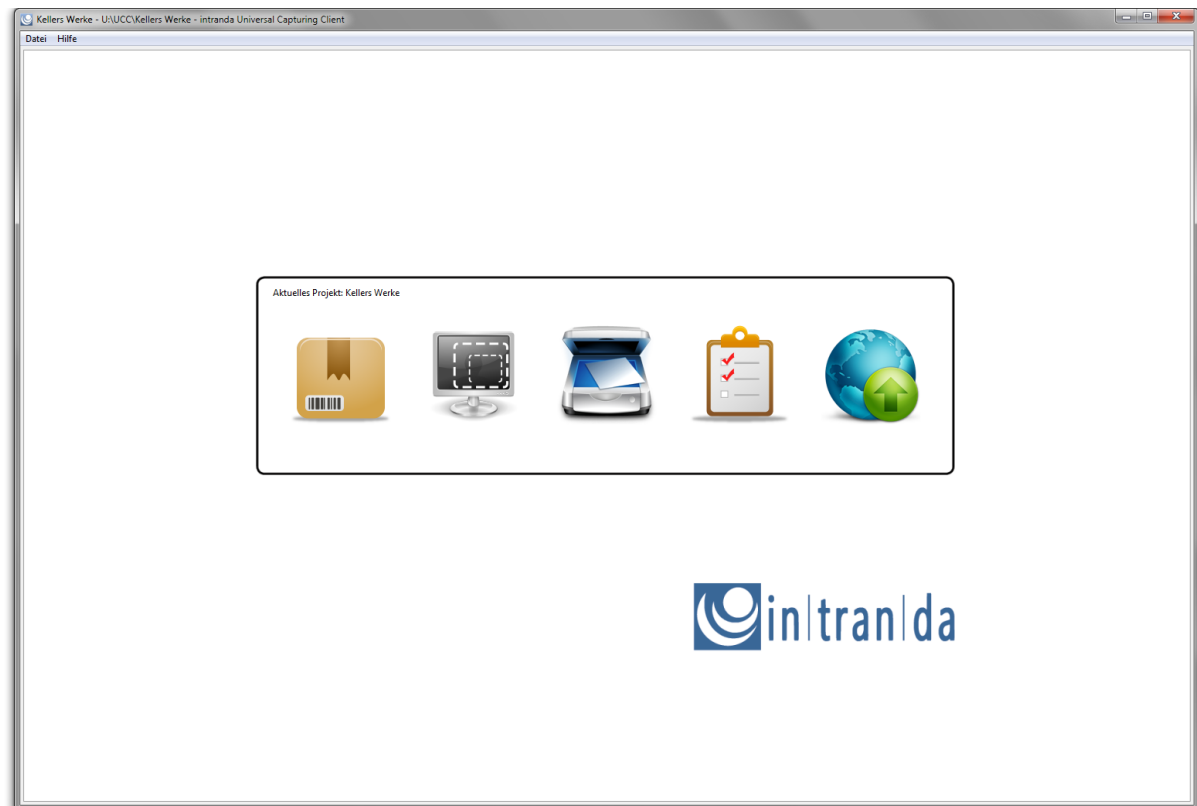 Kellers Werke - U:\UCC\Kellers Werke - intranda Universal Capturing Client
Datei Hilfe
Aktuelles Projekt: Kellers Werke
in|tran|da